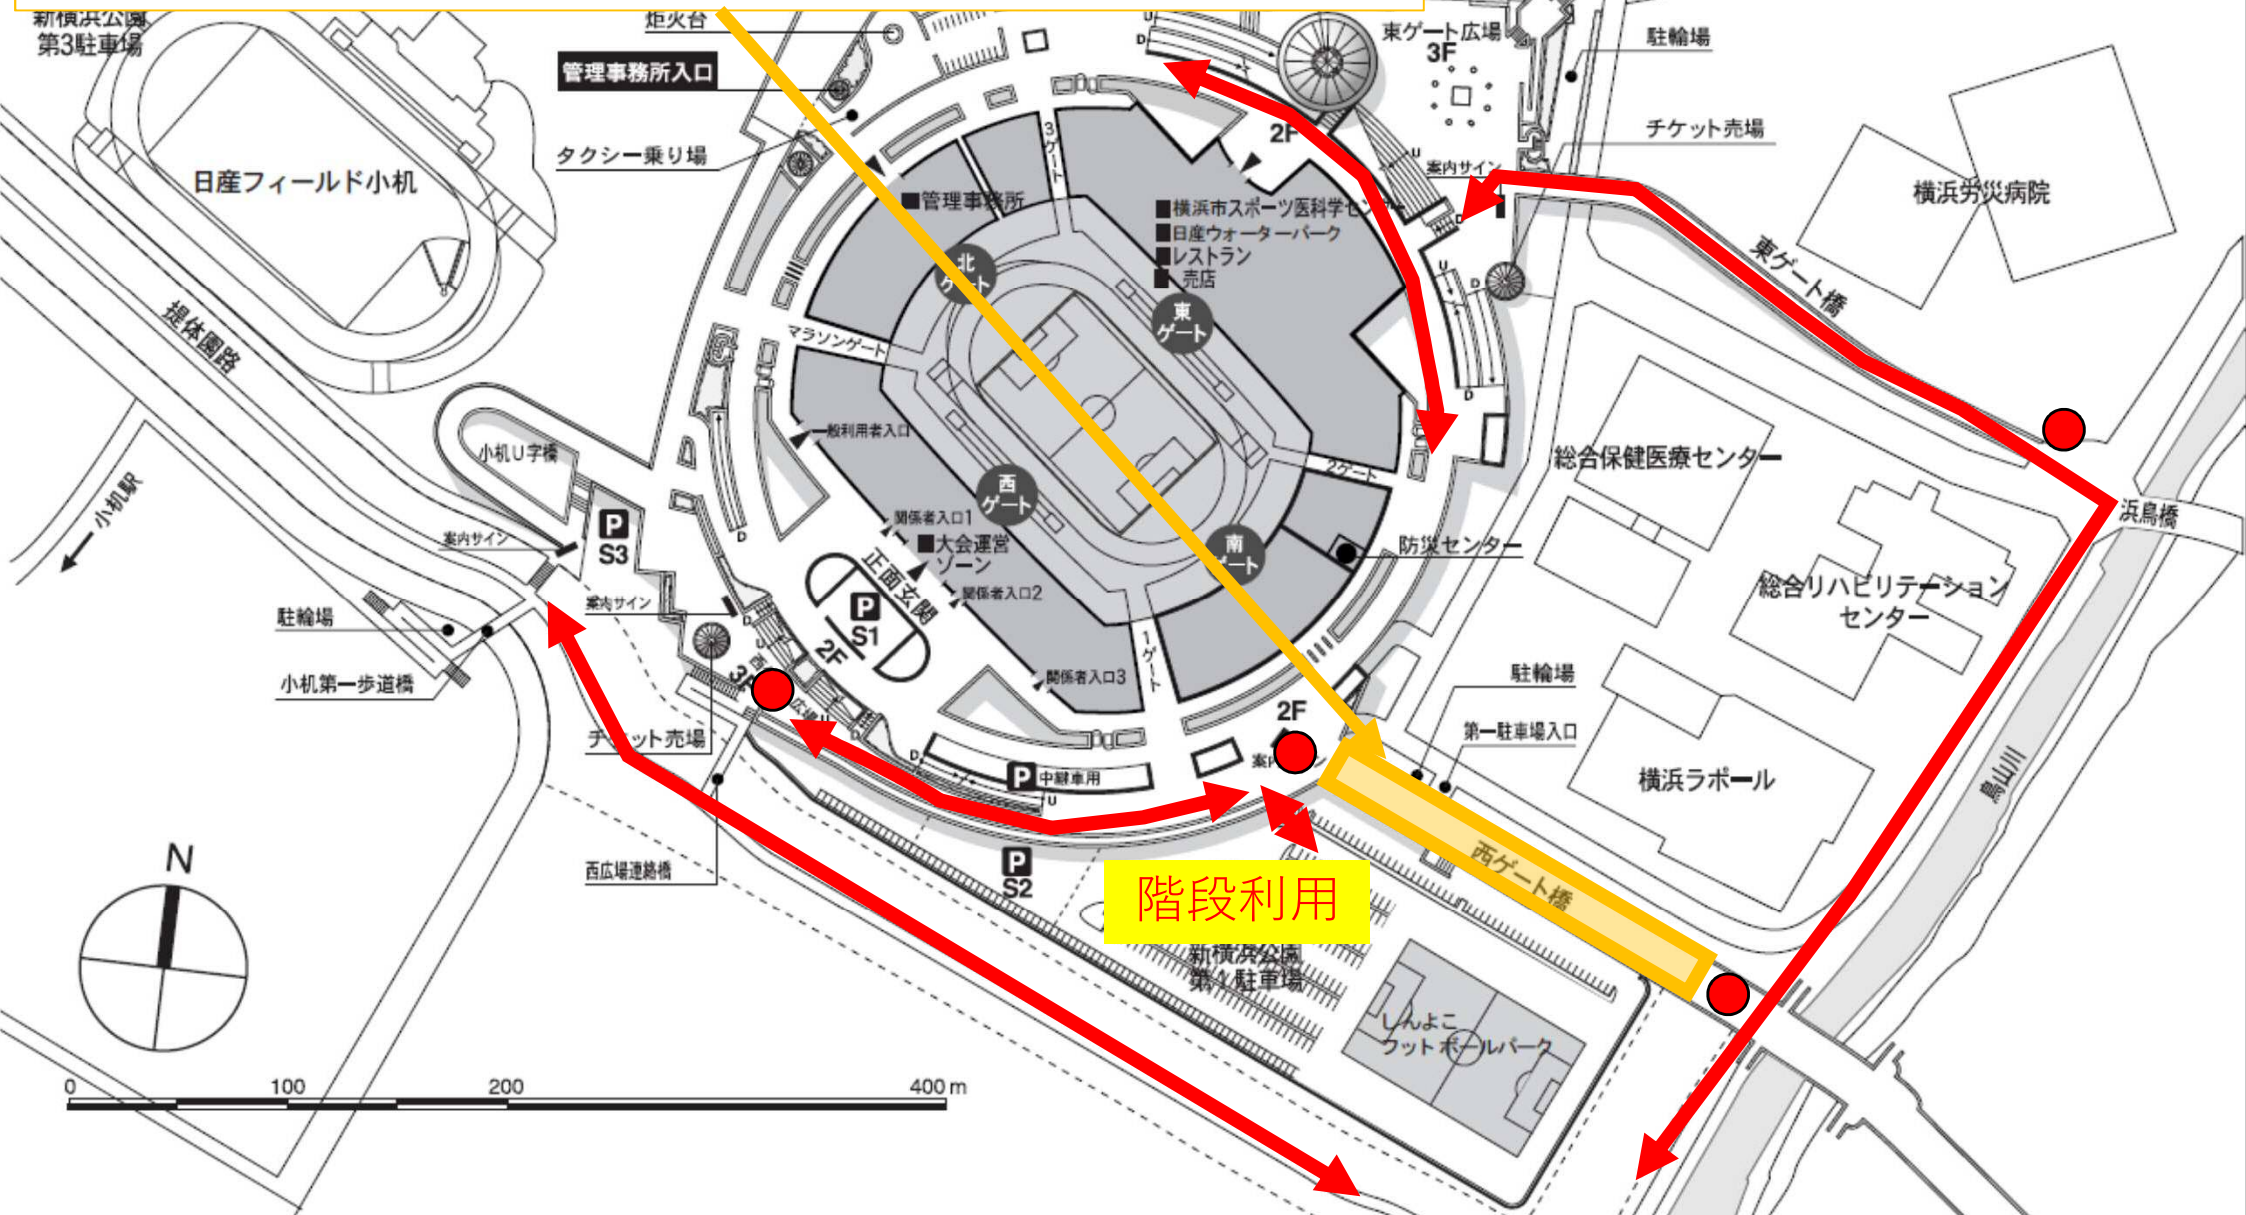 新横浜公園
第3駐車場
炬火台
管理事務所入口
タクシー乗り場
日産フィールド小机
東ゲート広場
3F
駐輪場
チケット売場
案内サイン
横浜労災病院
東ゲート橋
2F
3ゲート
■管理事務所
■横浜市スポーツ医科学センター
■日産ウォーターパーク
■レストラン
売店
北
ゲート
東
ゲート
マラソンゲート
堤体園路
小机U字橋
小机駅
一般利用者入口
西
ゲート
関係者入口1
■大会運営
ゾーン
正面玄関
関係者入口2
関係者入口3
南
ゲート
2ゲート
1ゲート
防災センター
総合保健医療センター
浜鳥橋
総合リハビリテーション
センター
P
S3
案内サイン
案内サイン
駐輪場
小机第一歩道橋
P
S1
2F
3F
チケット売場
P 中継車用
2F
駐輪場
第一駐車場入口
横浜ラポール
鳥山川
西広場連絡橋
P
S2
階段利用
西ゲート橋
新横浜公園
第1駐車場
しんよこ
フットボールパーク
N
0 100 200 400 m
U
D
U
D
U
D
D
D
U
D
D
U